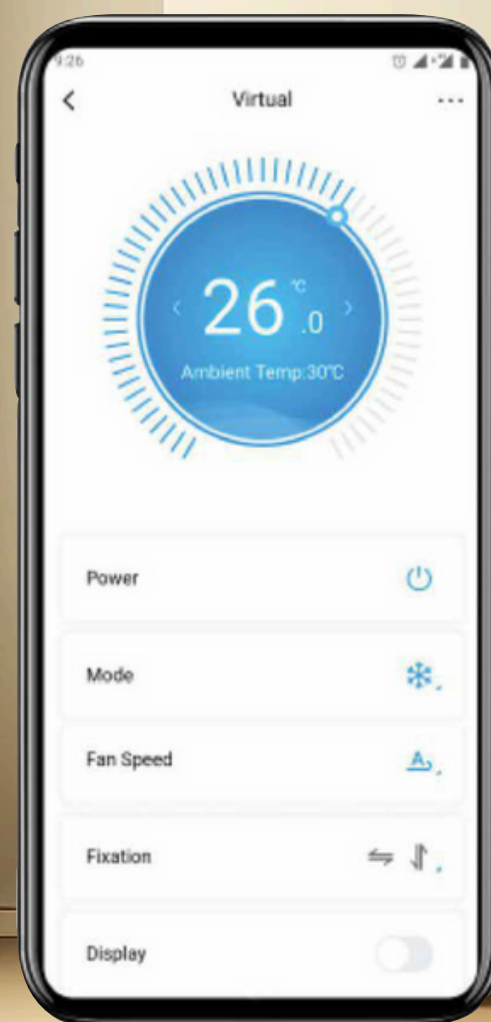 9:26
Virtual
26.0 ℃
Ambient Temp:30℃
Power
Mode
Fan Speed
A
Fixation
Display